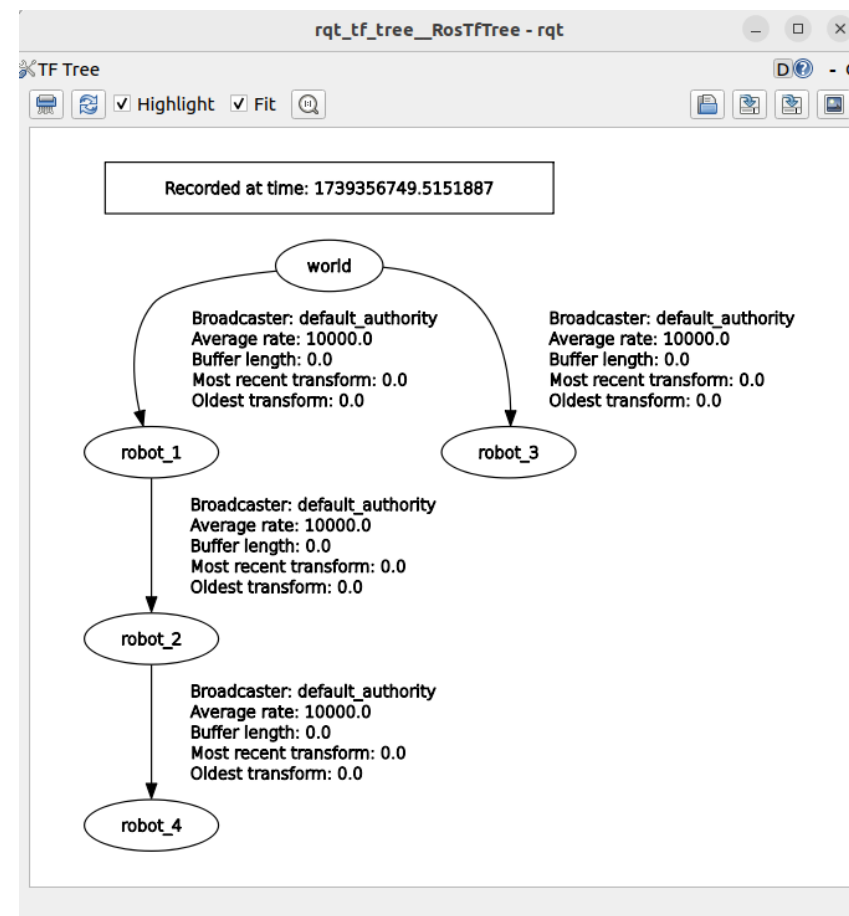 rqt_tf_tree__RosTfTree - rqt
TF Tree
D
Highlight
Fit
Recorded at time: 1739356749.5151887
world
Broadcaster: default_authority
Average rate: 10000.0
Buffer length: 0.0
Most recent transform: 0.0
Oldest transform: 0.0
Broadcaster: default_authority
Average rate: 10000.0
Buffer length: 0.0
Most recent transform: 0.0
Oldest transform: 0.0
robot_1
robot_3
Broadcaster: default_authority
Average rate: 10000.0
Buffer length: 0.0
Most recent transform: 0.0
Oldest transform: 0.0
robot_2
Broadcaster: default_authority
Average rate: 10000.0
Buffer length: 0.0
Most recent transform: 0.0
Oldest transform: 0.0
robot_4